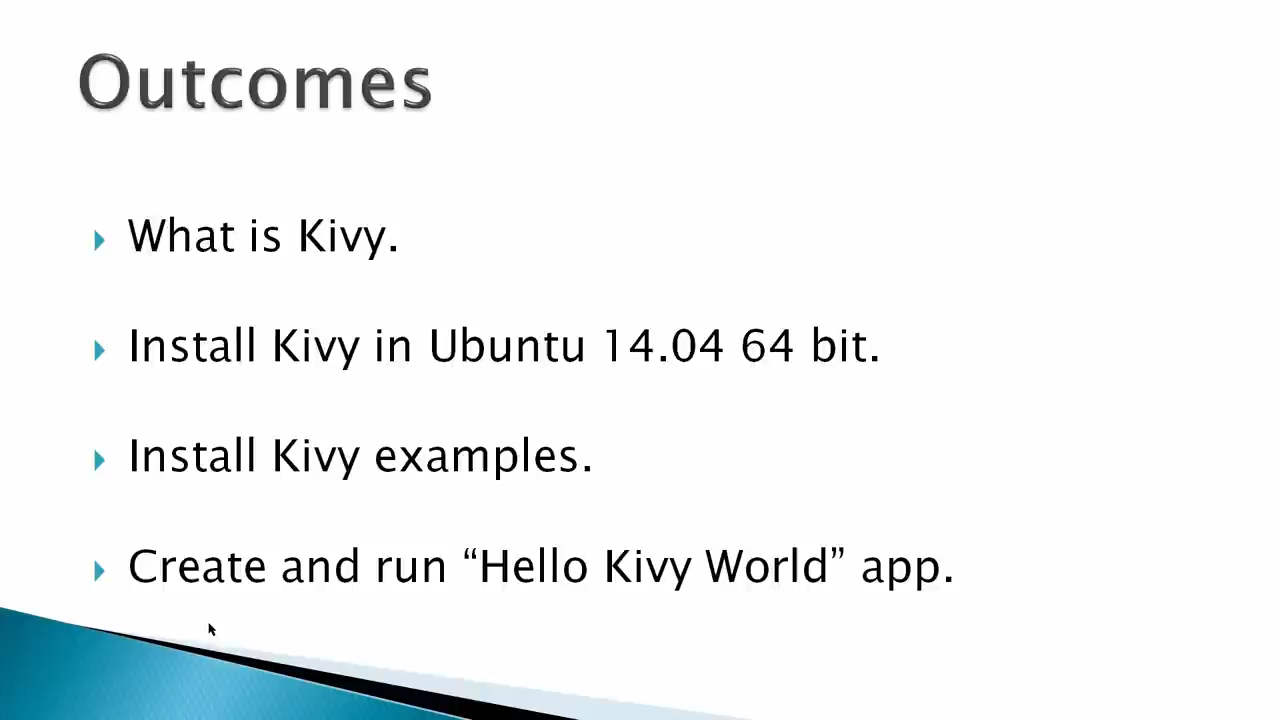 Outcomes
What is Kivy.
Install Kivy in Ubuntu 14.04 64 bit.
Install Kivy examples.
Create and run “Hello Kivy World” app.